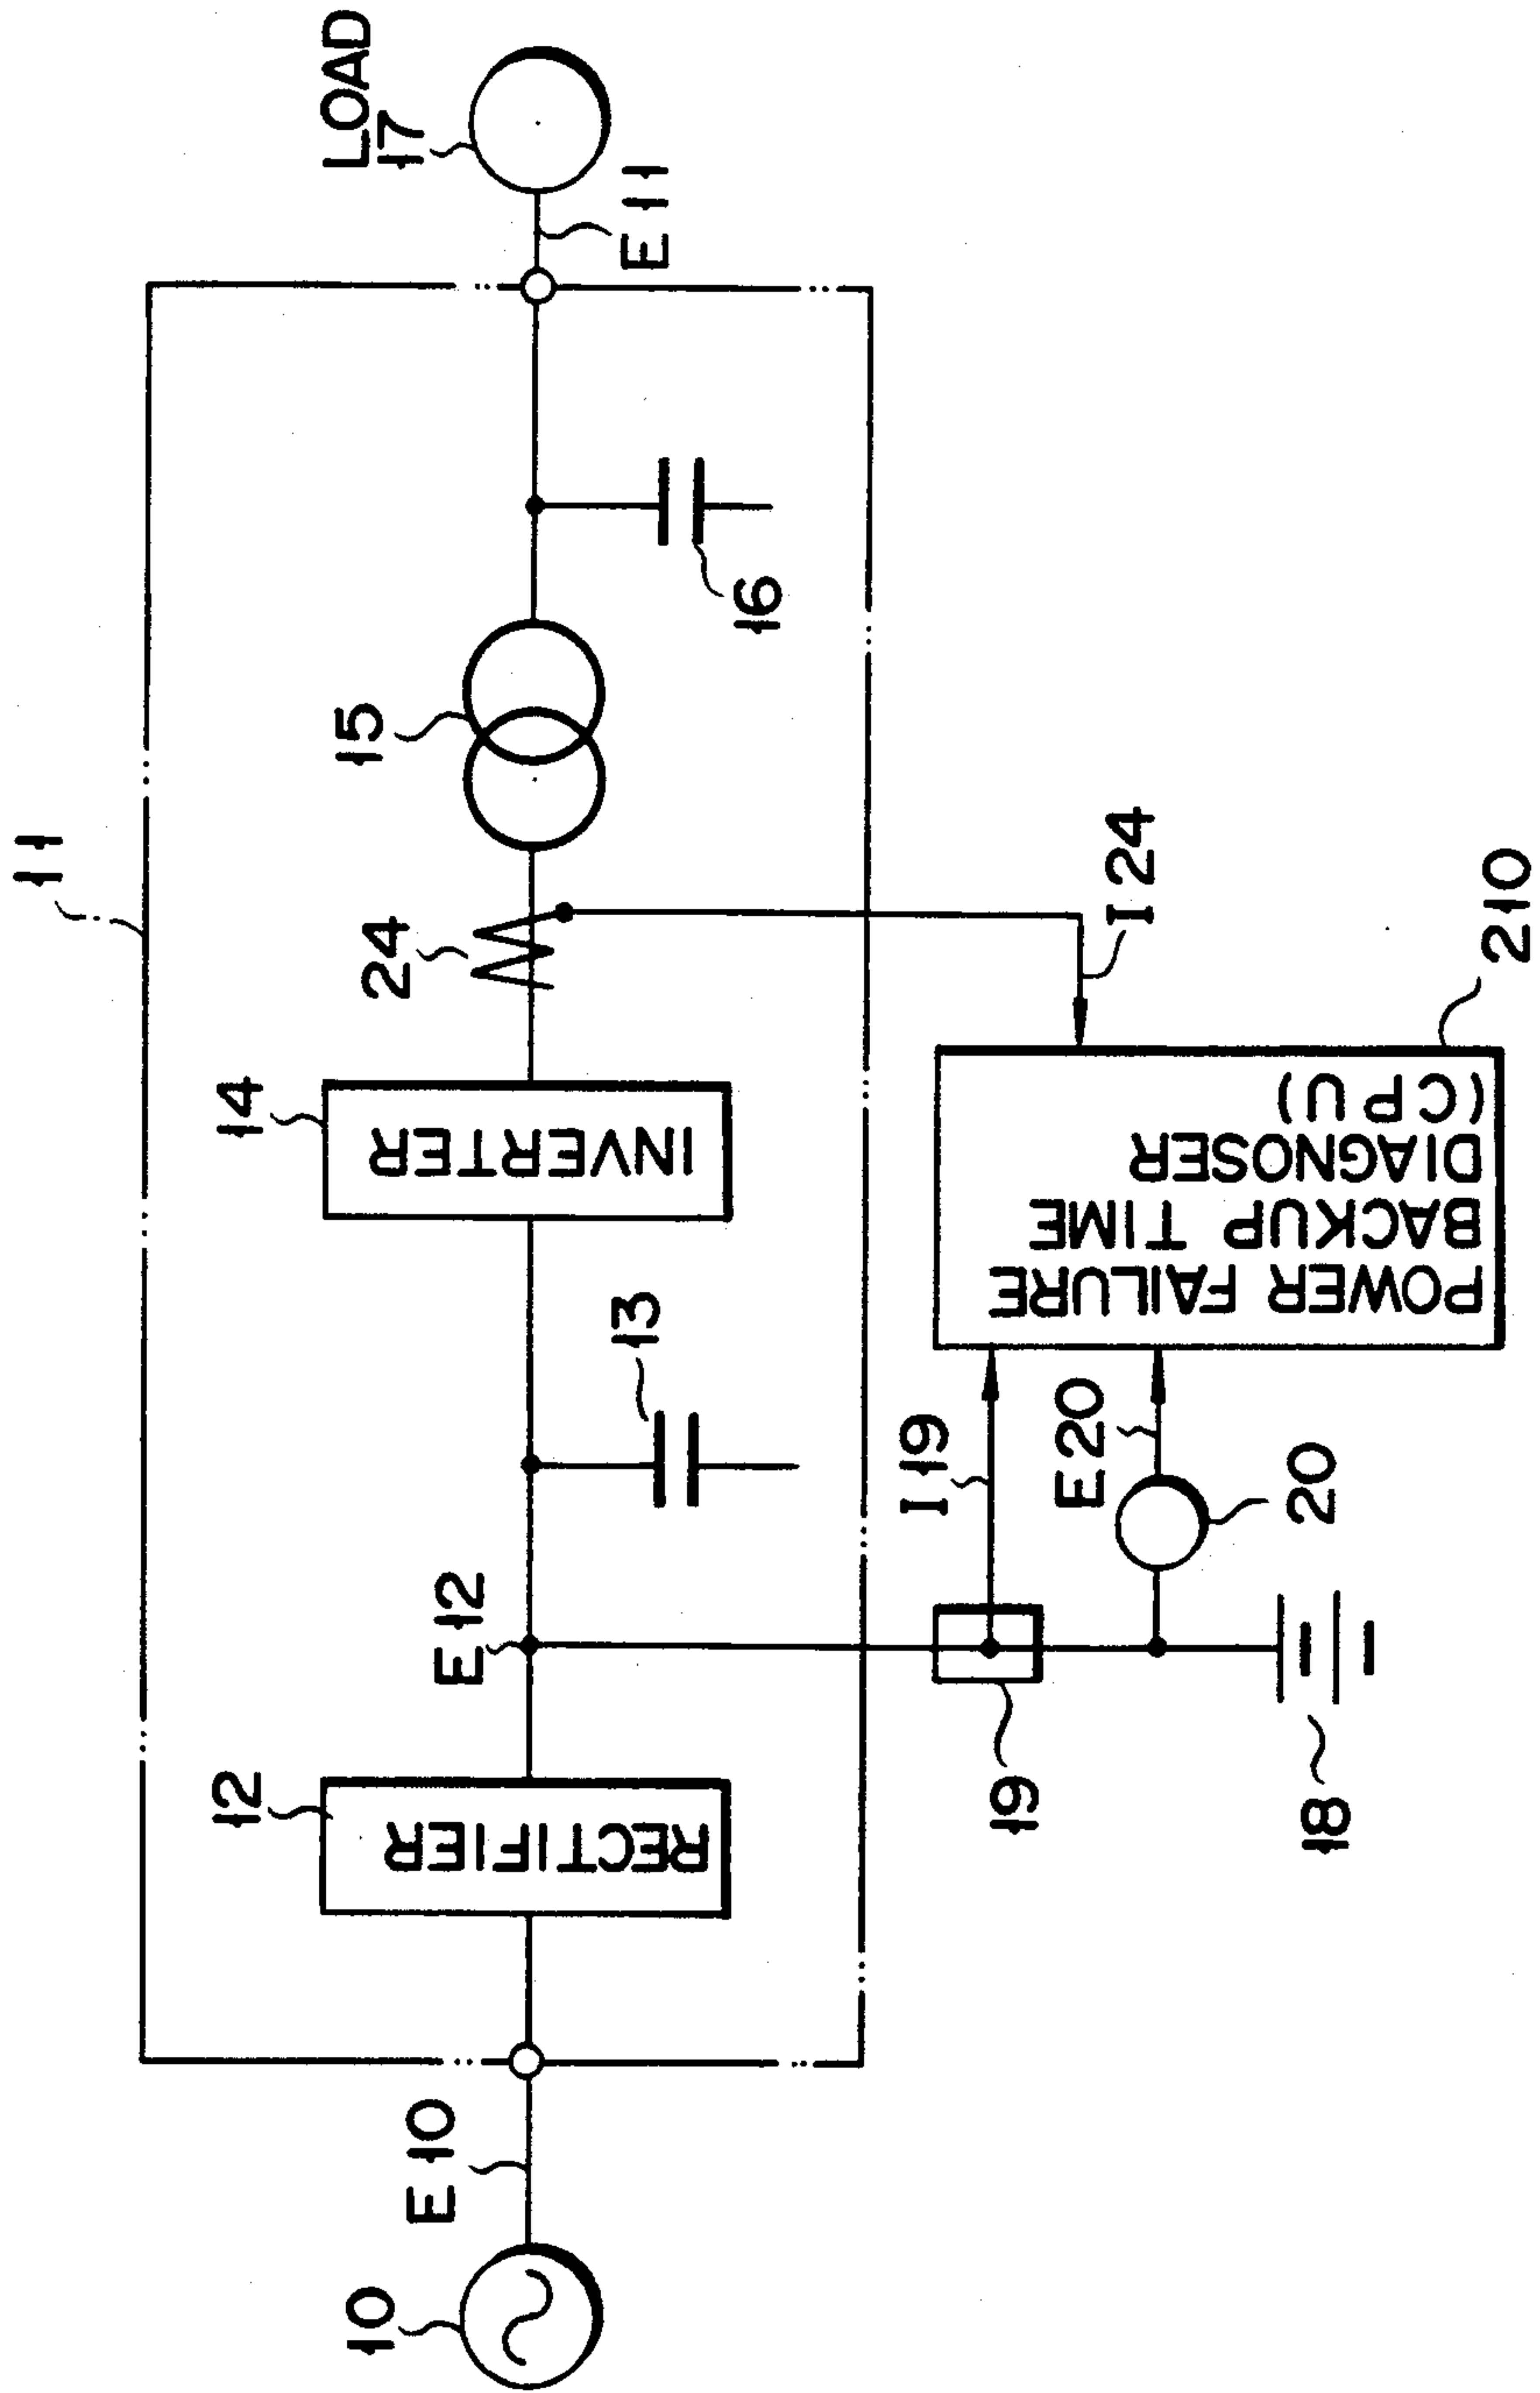 11
LOAD
17
E11
15
24
14
INVERTER
16
13
E12
12
RECTIFIER
E10
10
I24
210
POWER FAILURE
BACKUP TIME
DIAGNOSER
(CPU)
I19
E20
20
19
18